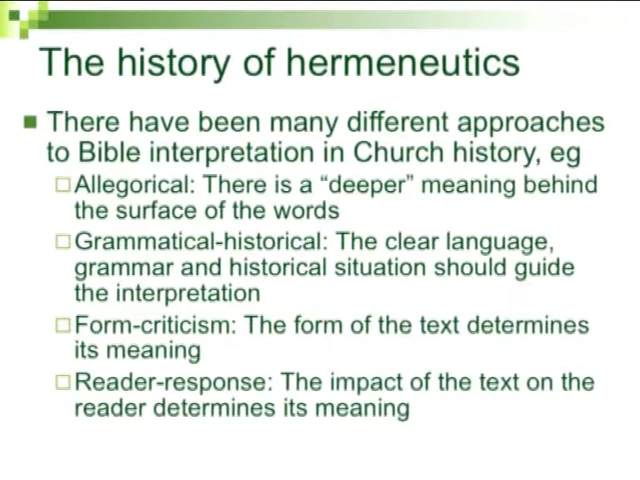 The history of hermeneutics
There have been many different approaches
to Bible interpretation in Church history, eg
Allegorical: There is a “deeper” meaning behind
the surface of the words
Grammatical-historical: The clear language,
grammar and historical situation should guide
the interpretation
Form-criticism: The form of the text determines
its meaning
Reader-response: The impact of the text on the
reader determines its meaning